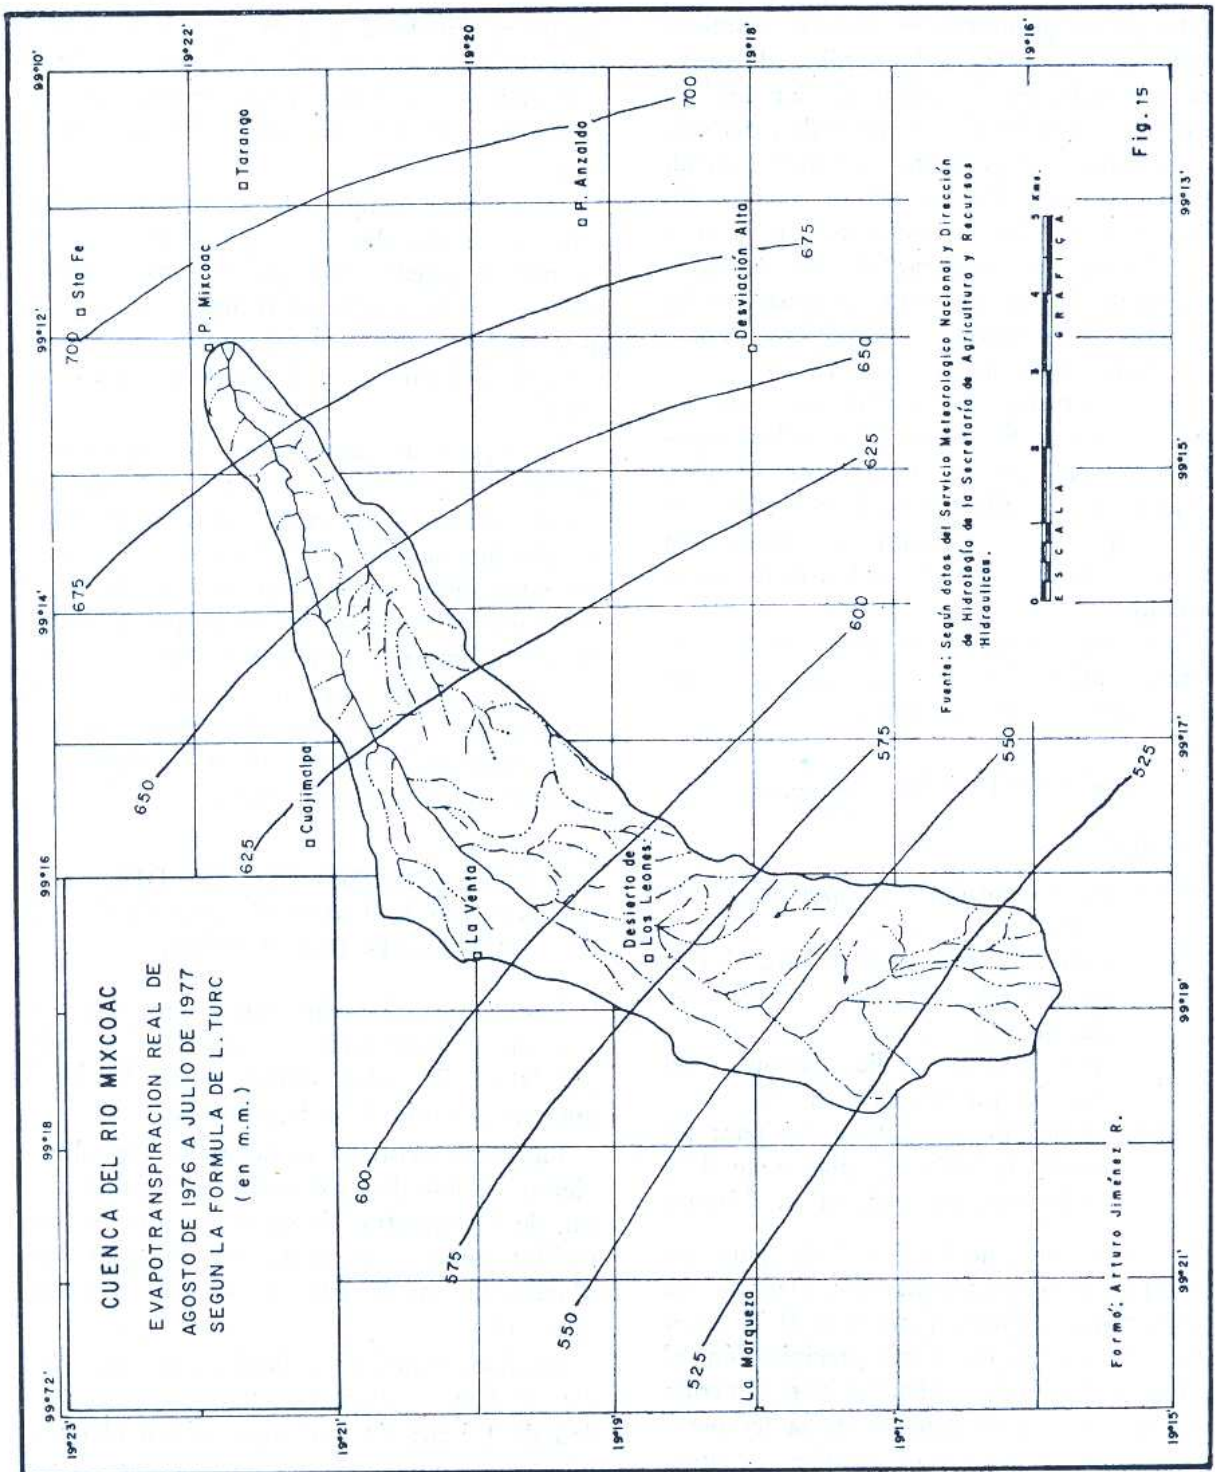 CUENCA DEL RIO MIXCOAC
EVAPOTRANSPIRACION REAL DE
AGOSTO DE 1976 A JULIO DE 1977
SEGUN LA FORMULA DE L. TURC
(en m.m.)
99°72'
99°18'
99°16'
99°14'
99°12'
99°10'
19°23'
19°21'
19°19'
19°17'
19°15'
19°22'
19°20'
19°18'
19°16'
99°21'
99°19'
99°17'
99°15'
99°13'
Sta Fe
Tarango
P. Mixcoac
P. Anzaldo
Desviación Alta
Cuajimalpa
La Venta
Desierto de
Los Leones
La Marqueza
700
675
650
625
600
575
550
525
700
675
650
625
600
575
550
525
Fuente: Según datos del Servicio Meteorologico Nacional y Dirección
de Hidrología de la Secretaría de Agricultura y Recursos
Hidraulicos.
0 1 2 3 4 5 Kms.
ESCALA GRAFICA
Formó: Arturo Jiménez R.
Fig. 15